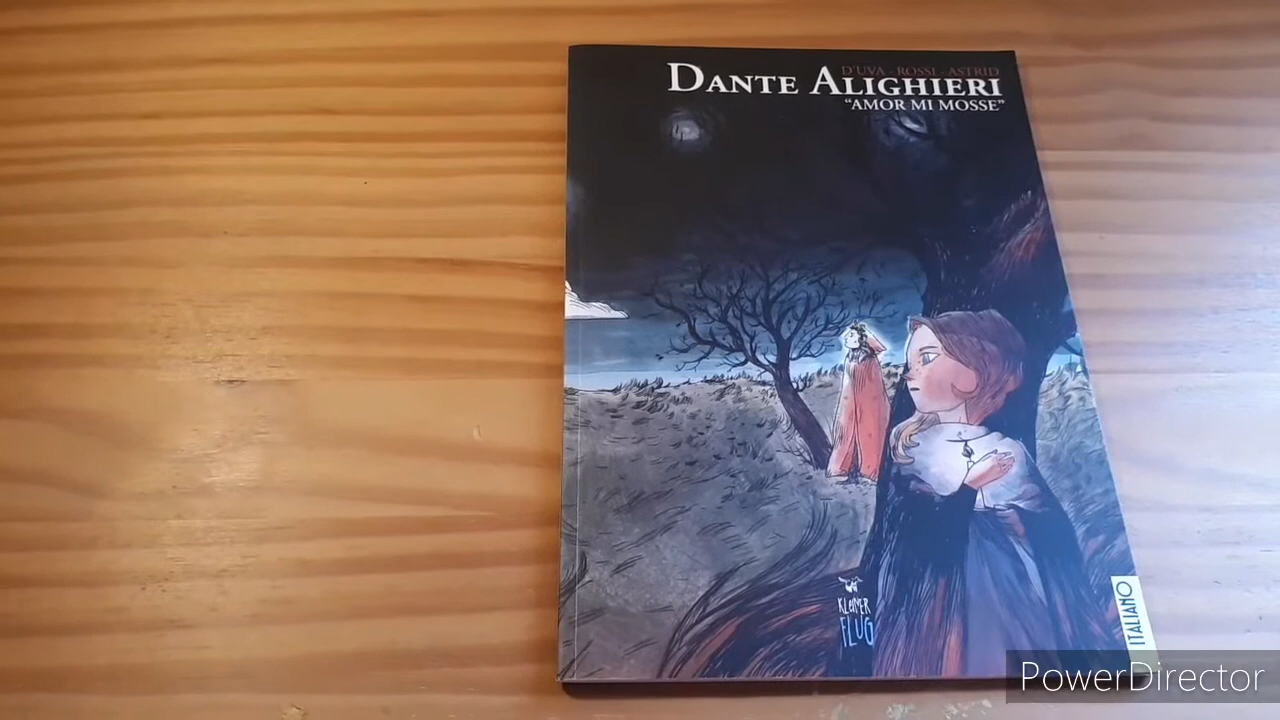 D'UVA - ROSSI - ASTRID
DANTE ALIGHIERI
"AMOR MI MOSSE"
KLEINER
FLUG
ITALIANO
PowerDirector